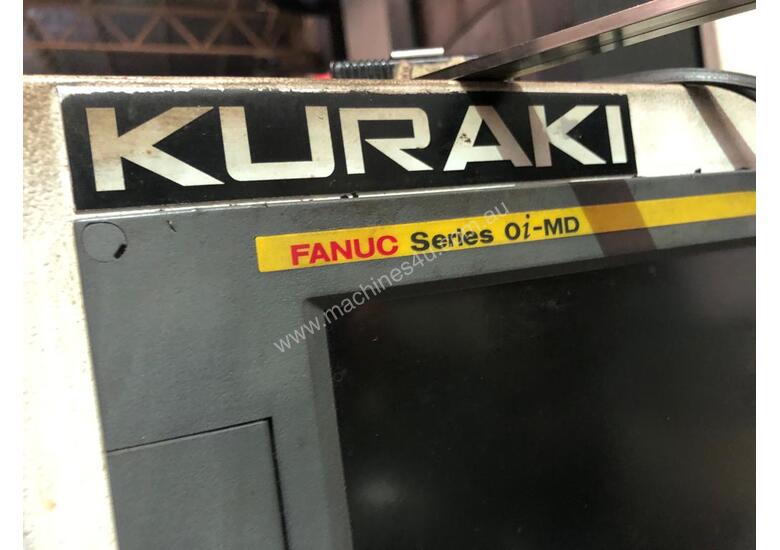 KURAKI
FANUC Series 0i-MD
www.machines4u.com.au